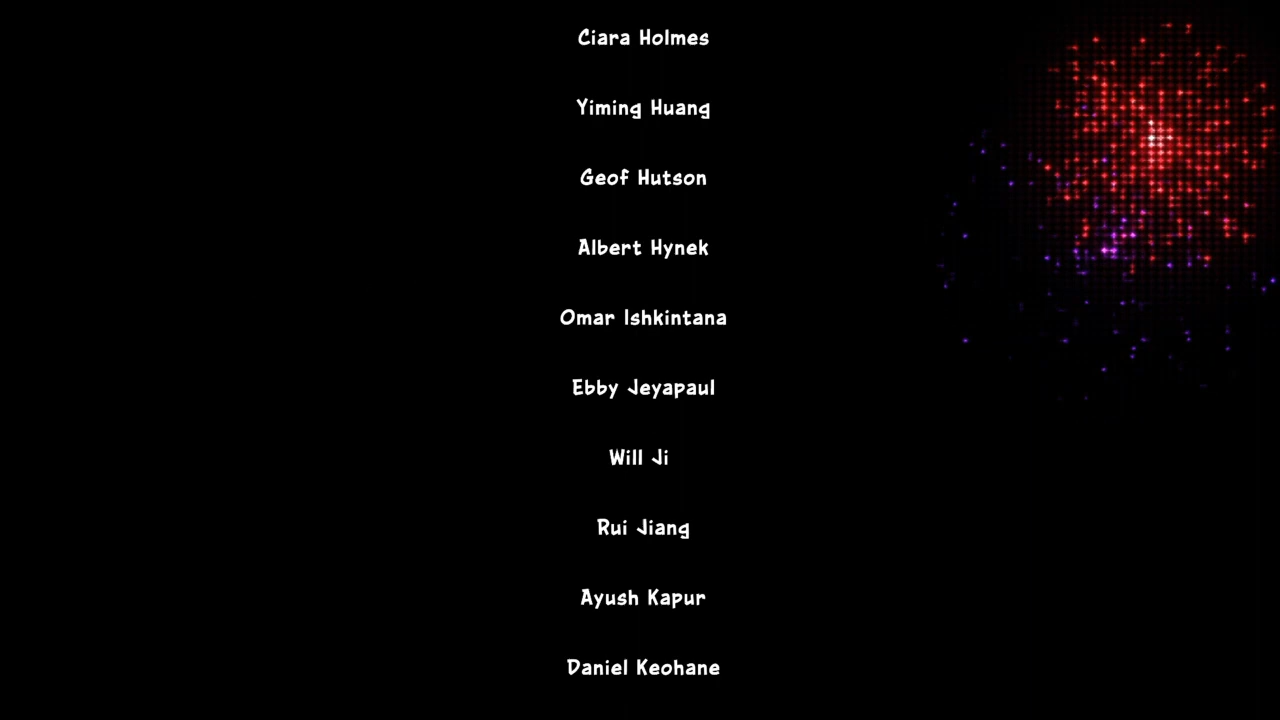 Ciara Holmes
Yiming Huang
Geof Hutson
Albert Hynek
Omar Ishkintana
Ebby Jeyapaul
Will Ji
Rui Jiang
Ayush Kapur
Daniel Keohane